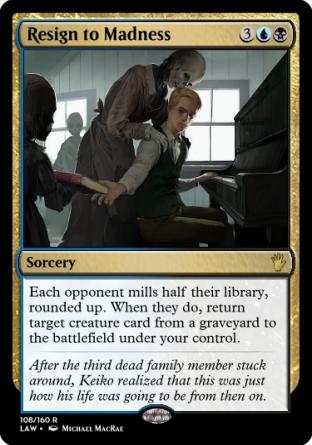 Resign to Madness 3
Sorcery
Each opponent mills half their library,
rounded up. When they do, return
target creature card from a graveyard to
the battlefield under your control.
After the third dead family member stuck
around, Keiko realized that this was just
how his life was going to be from then on.
108/160 R
LAW • Michael MacRae